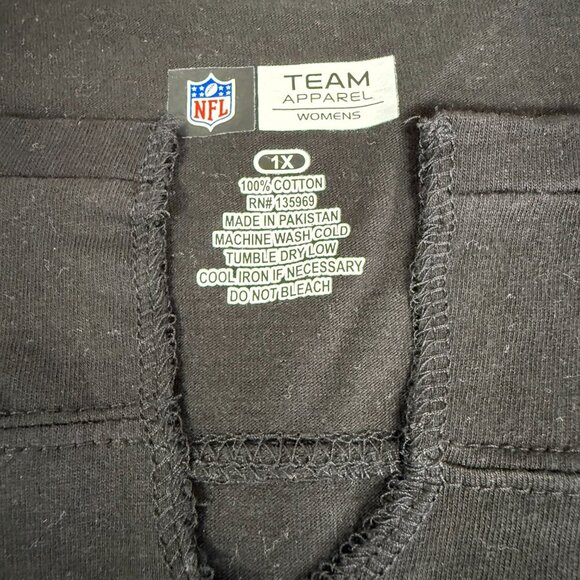 NFL
TEAM
APPAREL
WOMENS
1X
100% COTTON
RN# 135969
MADE IN PAKISTAN
MACHINE WASH COLD
TUMBLE DRY LOW
COOL IRON IF NECESSARY
DO NOT BLEACH